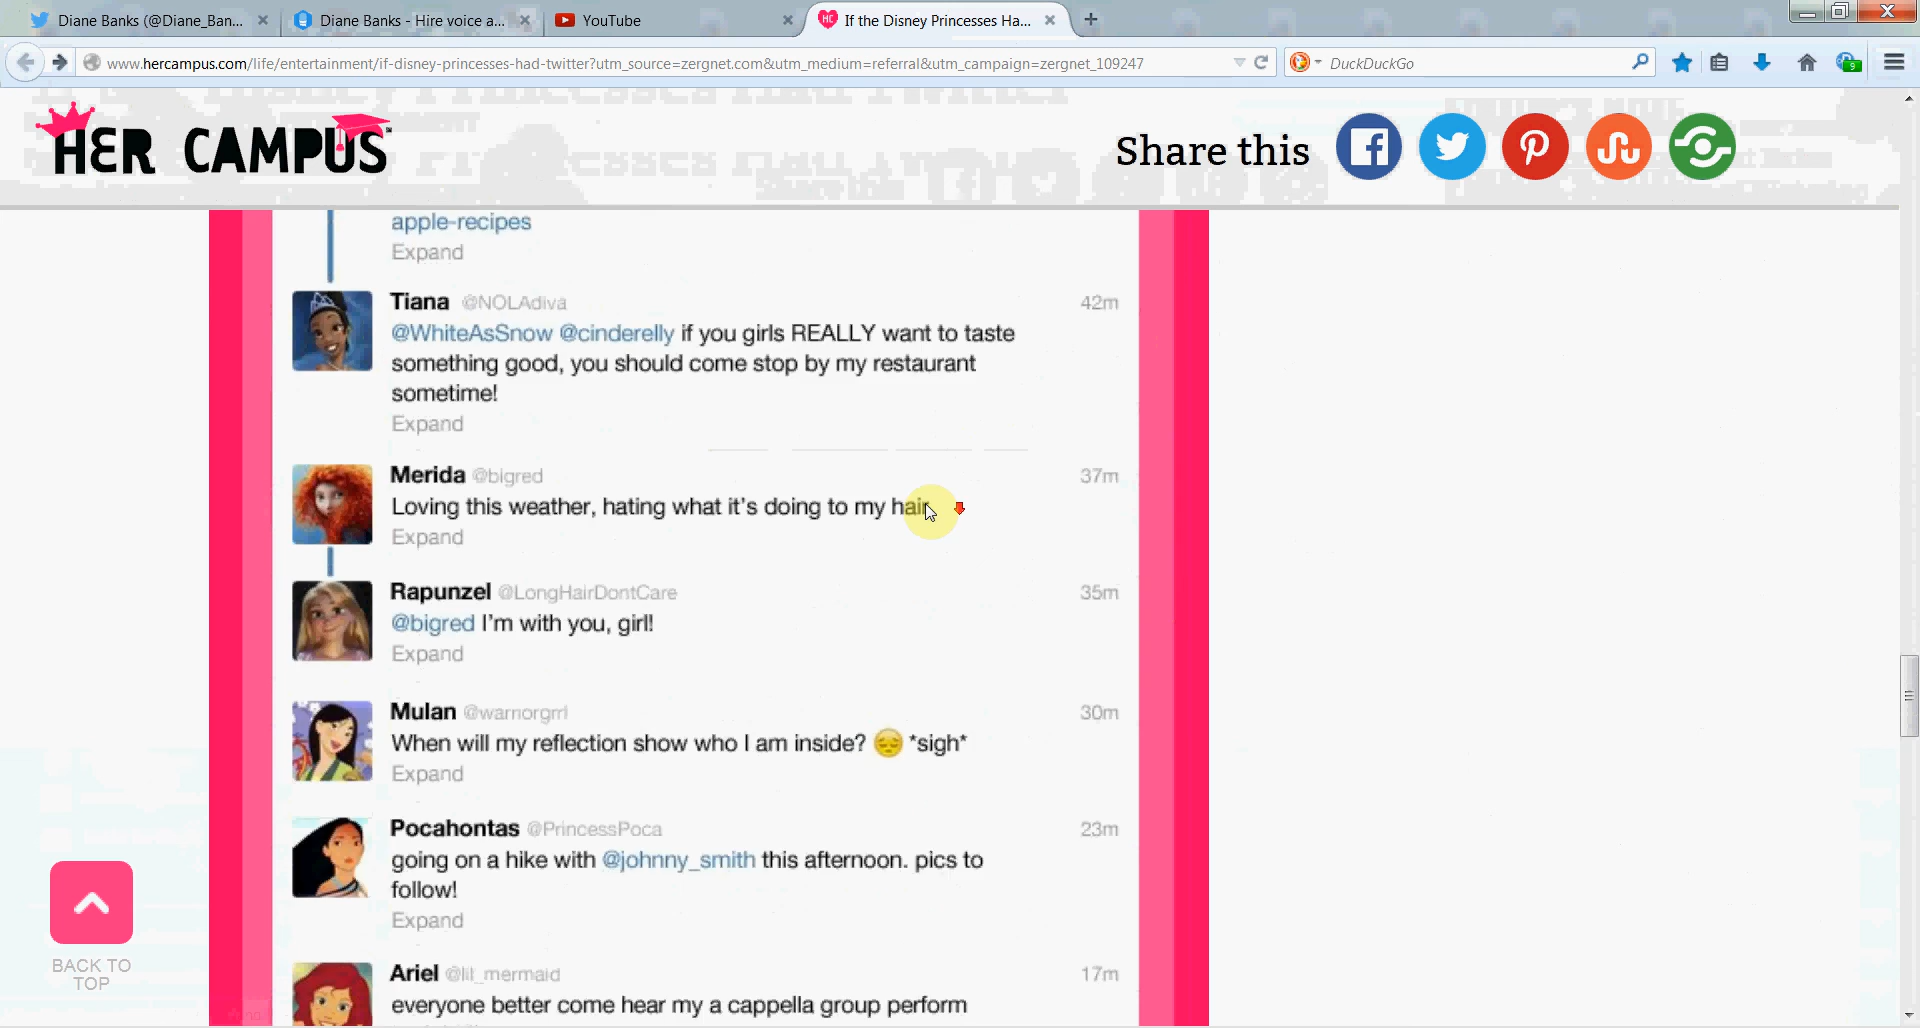 Diane Banks (@Diane_Ban...
Diane Banks - Hire voice a...
YouTube
If the Disney Princesses Ha...
www.hercampus.com/life/entertainment/if-disney-princesses-had-twitter?utm_source=zergnet.com&utm_medium=referral&utm_campaign=zergnet_109247
DuckDuckGo
9
HER CAMPUS™
Share this
apple-recipes
Expand
Tiana @NOLAdiva 42m
@WhiteAsSnow @cinderelly if you girls REALLY want to taste
something good, you should come stop by my restaurant
sometime!
Expand
Merida @bigred 37m
Loving this weather, hating what it's doing to my hair
Expand
Rapunzel @LongHairDontCare 35m
@bigred I'm with you, girl!
Expand
Mulan @warriorgrrl 30m
When will my reflection show who I am inside? 😔 *sigh*
Expand
Pocahontas @PrincessPoca 23m
going on a hike with @johnny_smith this afternoon. pics to
follow!
Expand
Ariel @lil_mermaid 17m
everyone better come hear my a cappella group perform
BACK TO
TOP